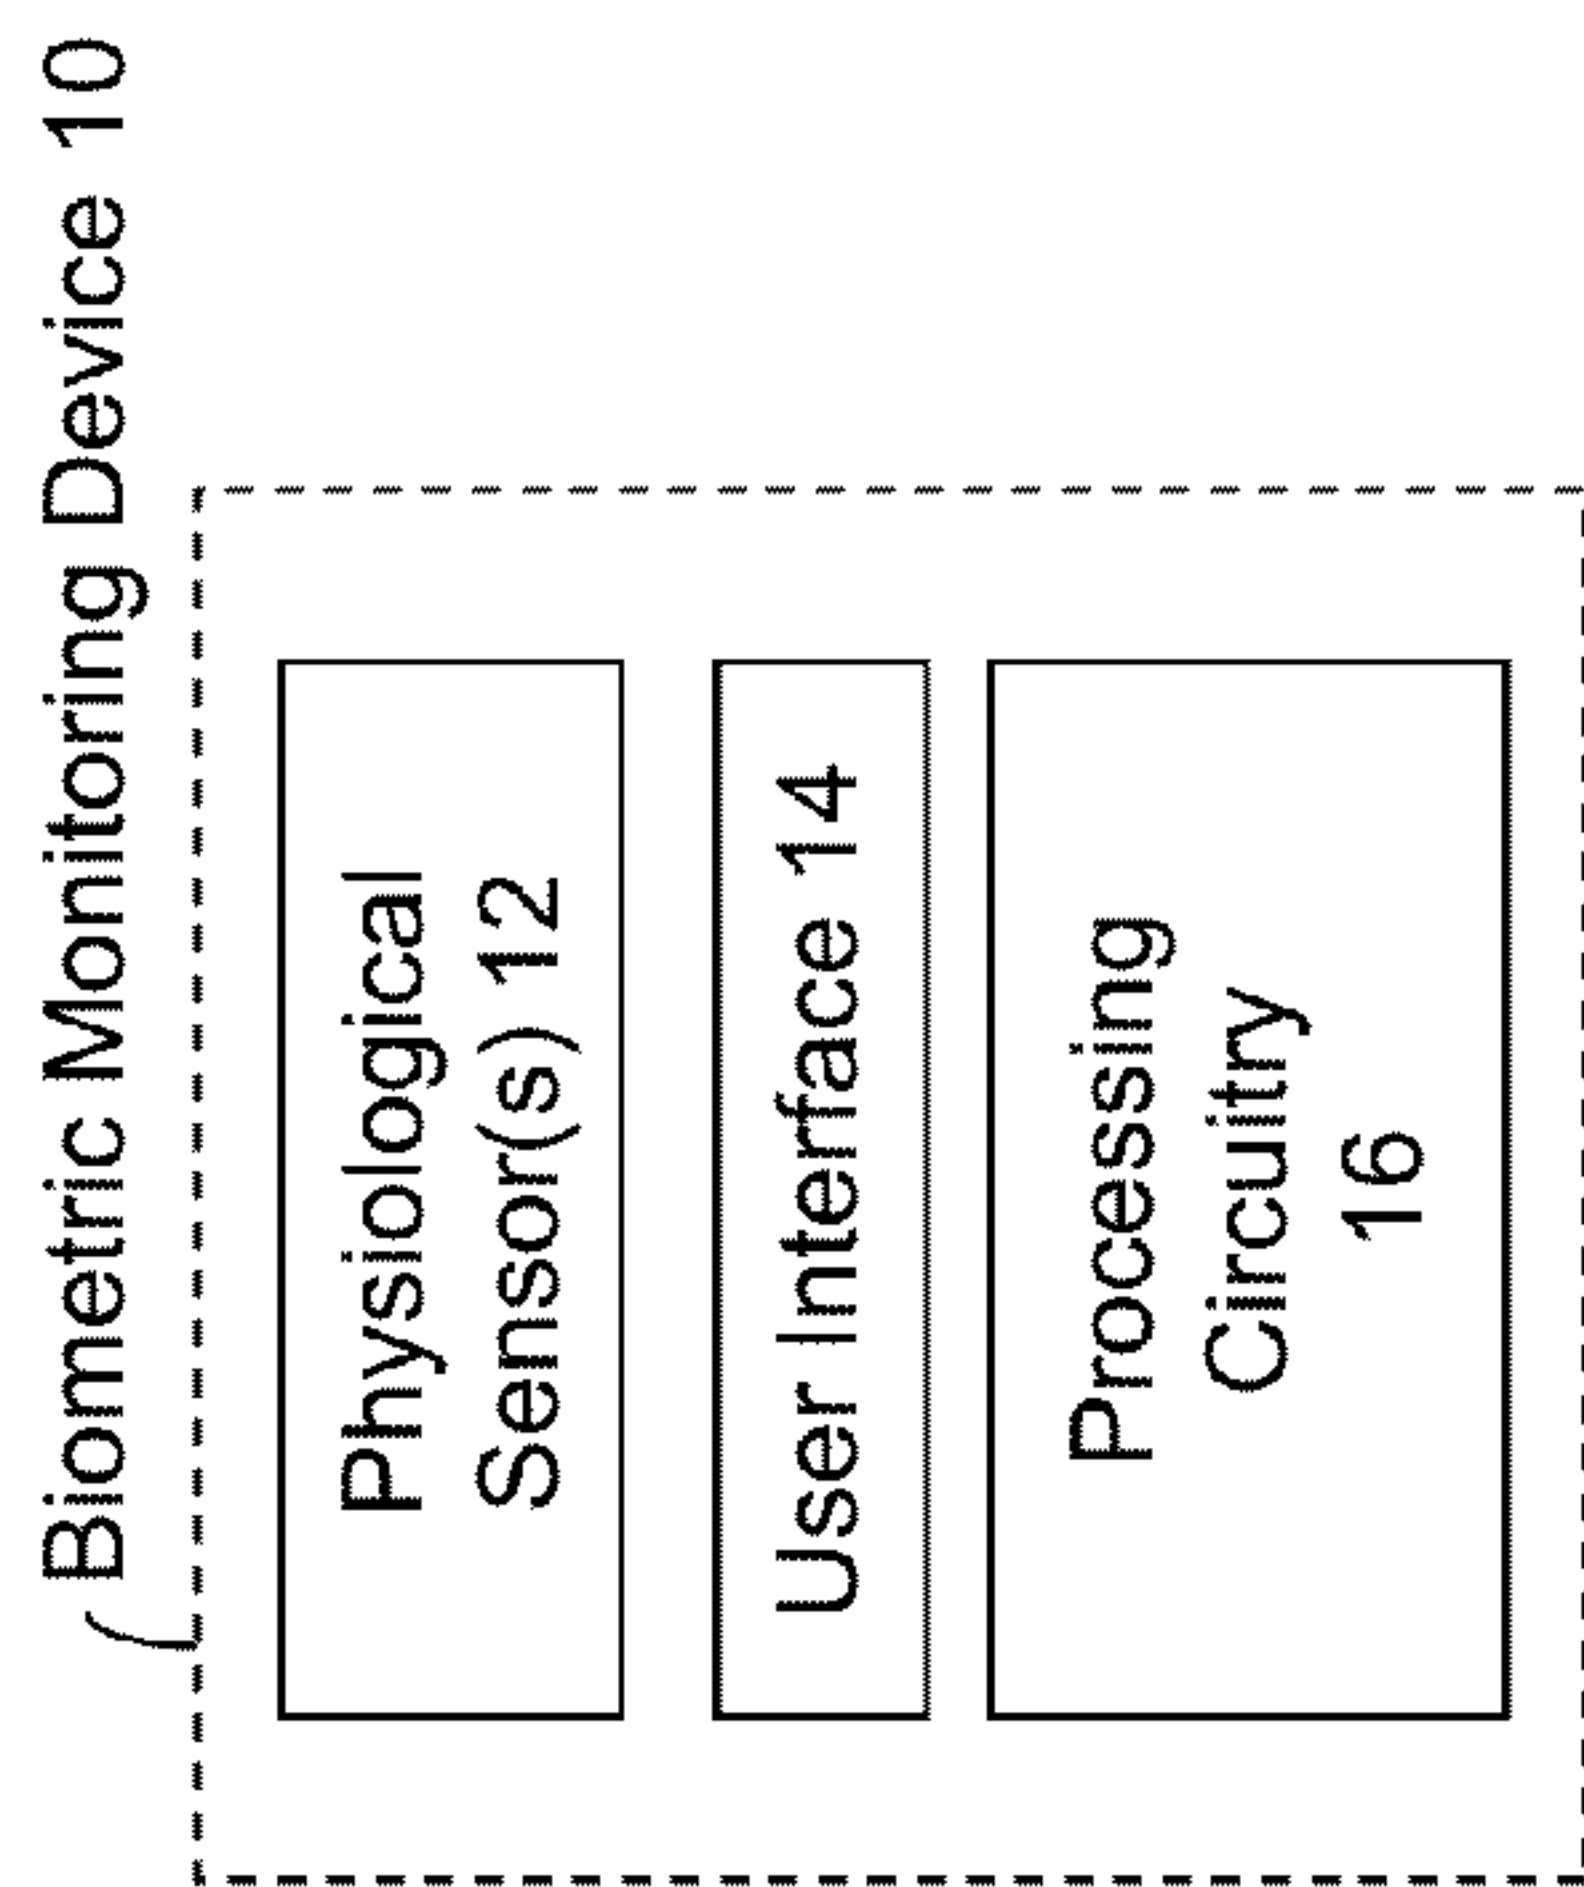 Biometric Monitoring Device 10
Physiological
Sensor(s) 12
User Interface 14
Processing
Circuitry
16